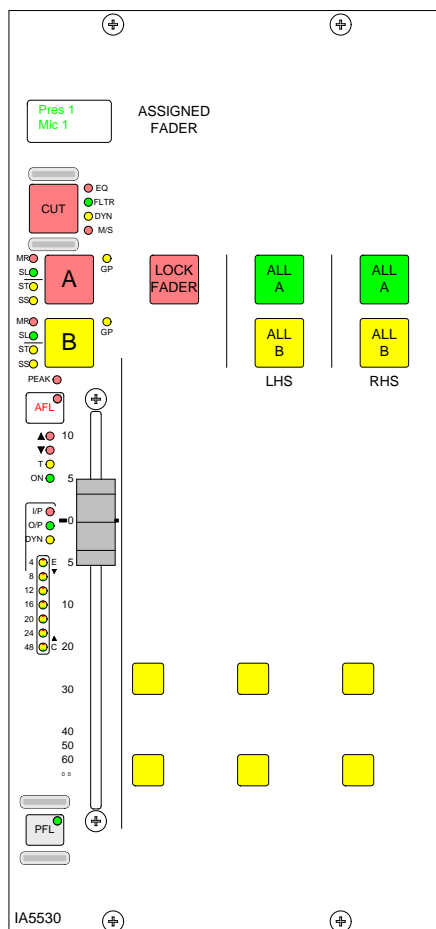 Pres 1
Mic 1
ASSIGNED
FADER
CUT
EQ
FLTR
DYN
M/S
MR
SL
ST
SS
A
GP
LOCK
FADER
ALL
A
ALL
A
MR
SL
ST
SS
B
GP
ALL
B
ALL
B
LHS
RHS
PEAK
AFL
▲
▼
T
ON
10
5
I/P
O/P
DYN
0
5
4 E
8 ▼
12
16
20
24 ▲
48 C
10
20
30
40
50
60
oo
PFL
IA5530